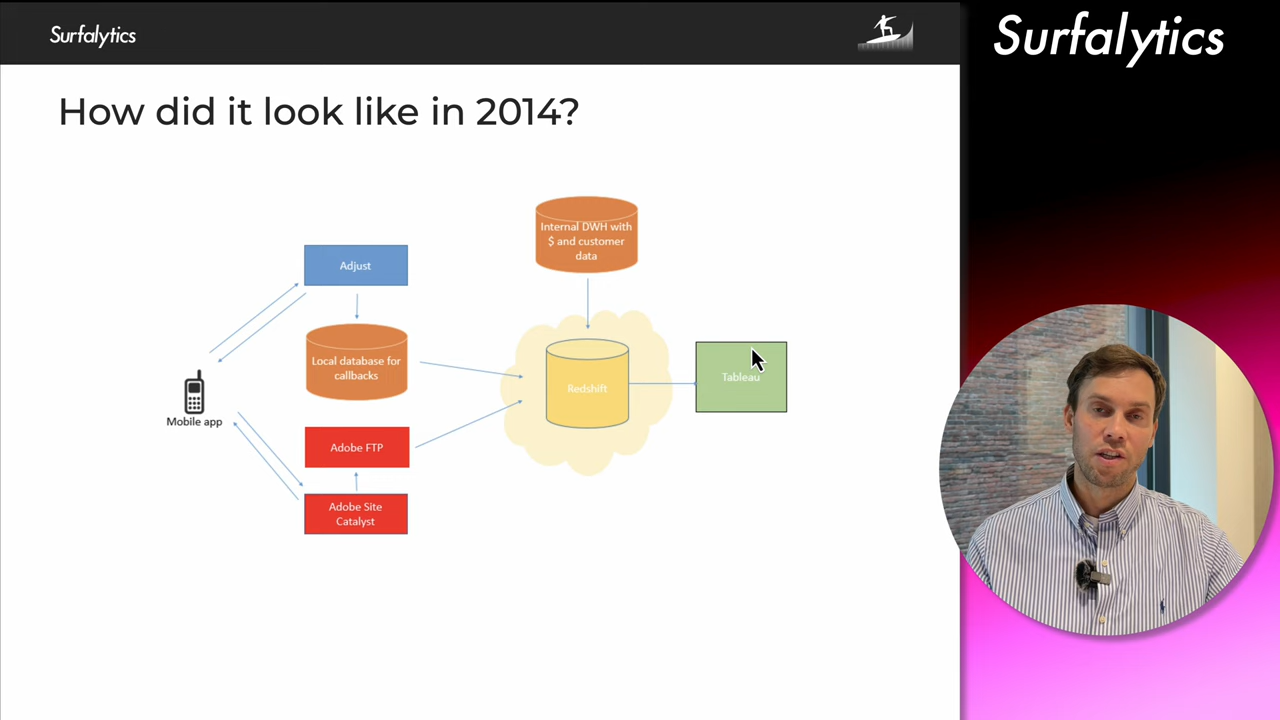 Surfalytics
Surfalytics
How did it look like in 2014?
Internal DWH with
$ and customer
data
Adjust
Local database for
callbacks
Redshift
Tableau
Mobile app
Adobe FTP
Adobe Site
Catalyst